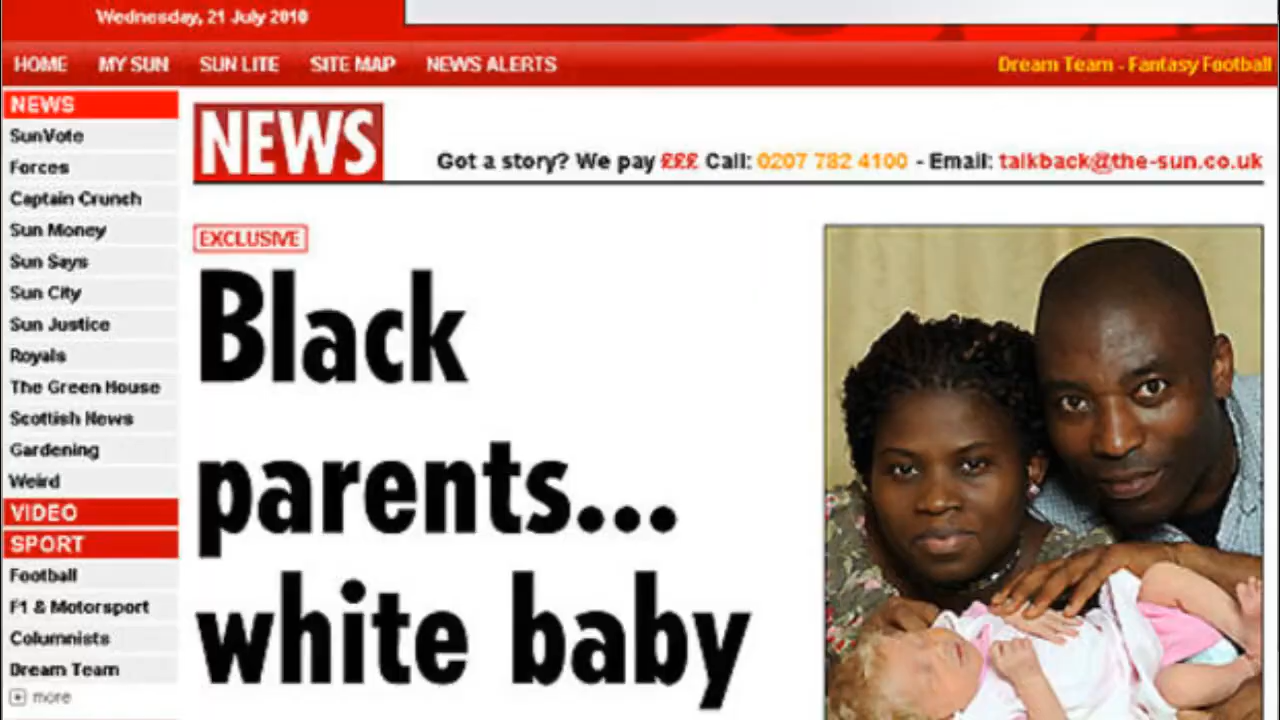 Wednesday, 21 July 2010
HOME MY SUN SUN LITE SITE MAP NEWS ALERTS Dream Team - Fantasy Football
NEWS
SunVote
Forces
Captain Crunch
Sun Money
Sun Says
Sun City
Sun Justice
Royals
The Green House
Scottish News
Gardening
Weird
VIDEO
SPORT
Football
F1 & Motorsport
Columnists
Dream Team
more
NEWS
Got a story? We pay £££ Call: 0207 782 4100 - Email: talkback@the-sun.co.uk
EXCLUSIVE
Black
parents...
white baby